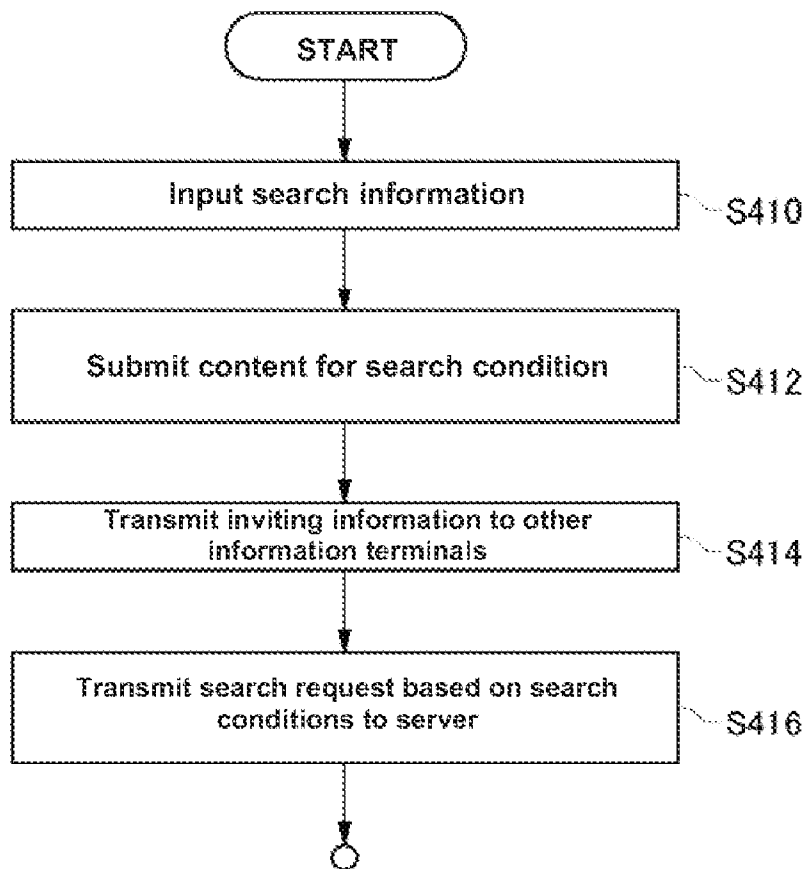 START
Input search information
S410
Submit content for search condition
S412
Transmit inviting information to other
information terminals
S414
Transmit search request based on search
conditions to server
S416